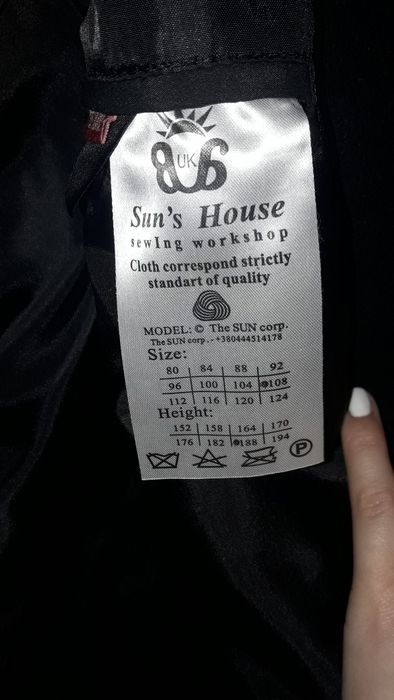 UK
Sun's House
sewIng workshop
Cloth correspond strictly
standart of quality
MODEL: © The SUN corp.
The SUN corp.-+380444514178
Size:
80 84 88 92
96 100 104 108
112 116 120 124
Height:
152 158 164 170
176 182 188 194
P